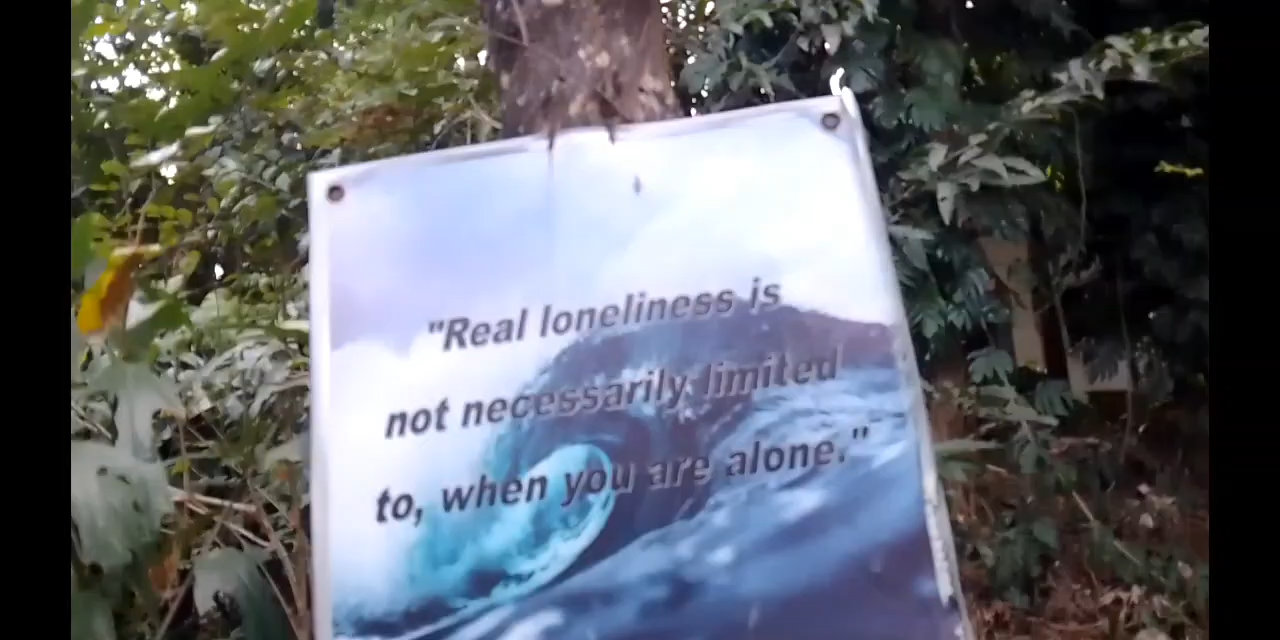 "Real loneliness is
not necessarily limited
to, when you are alone."